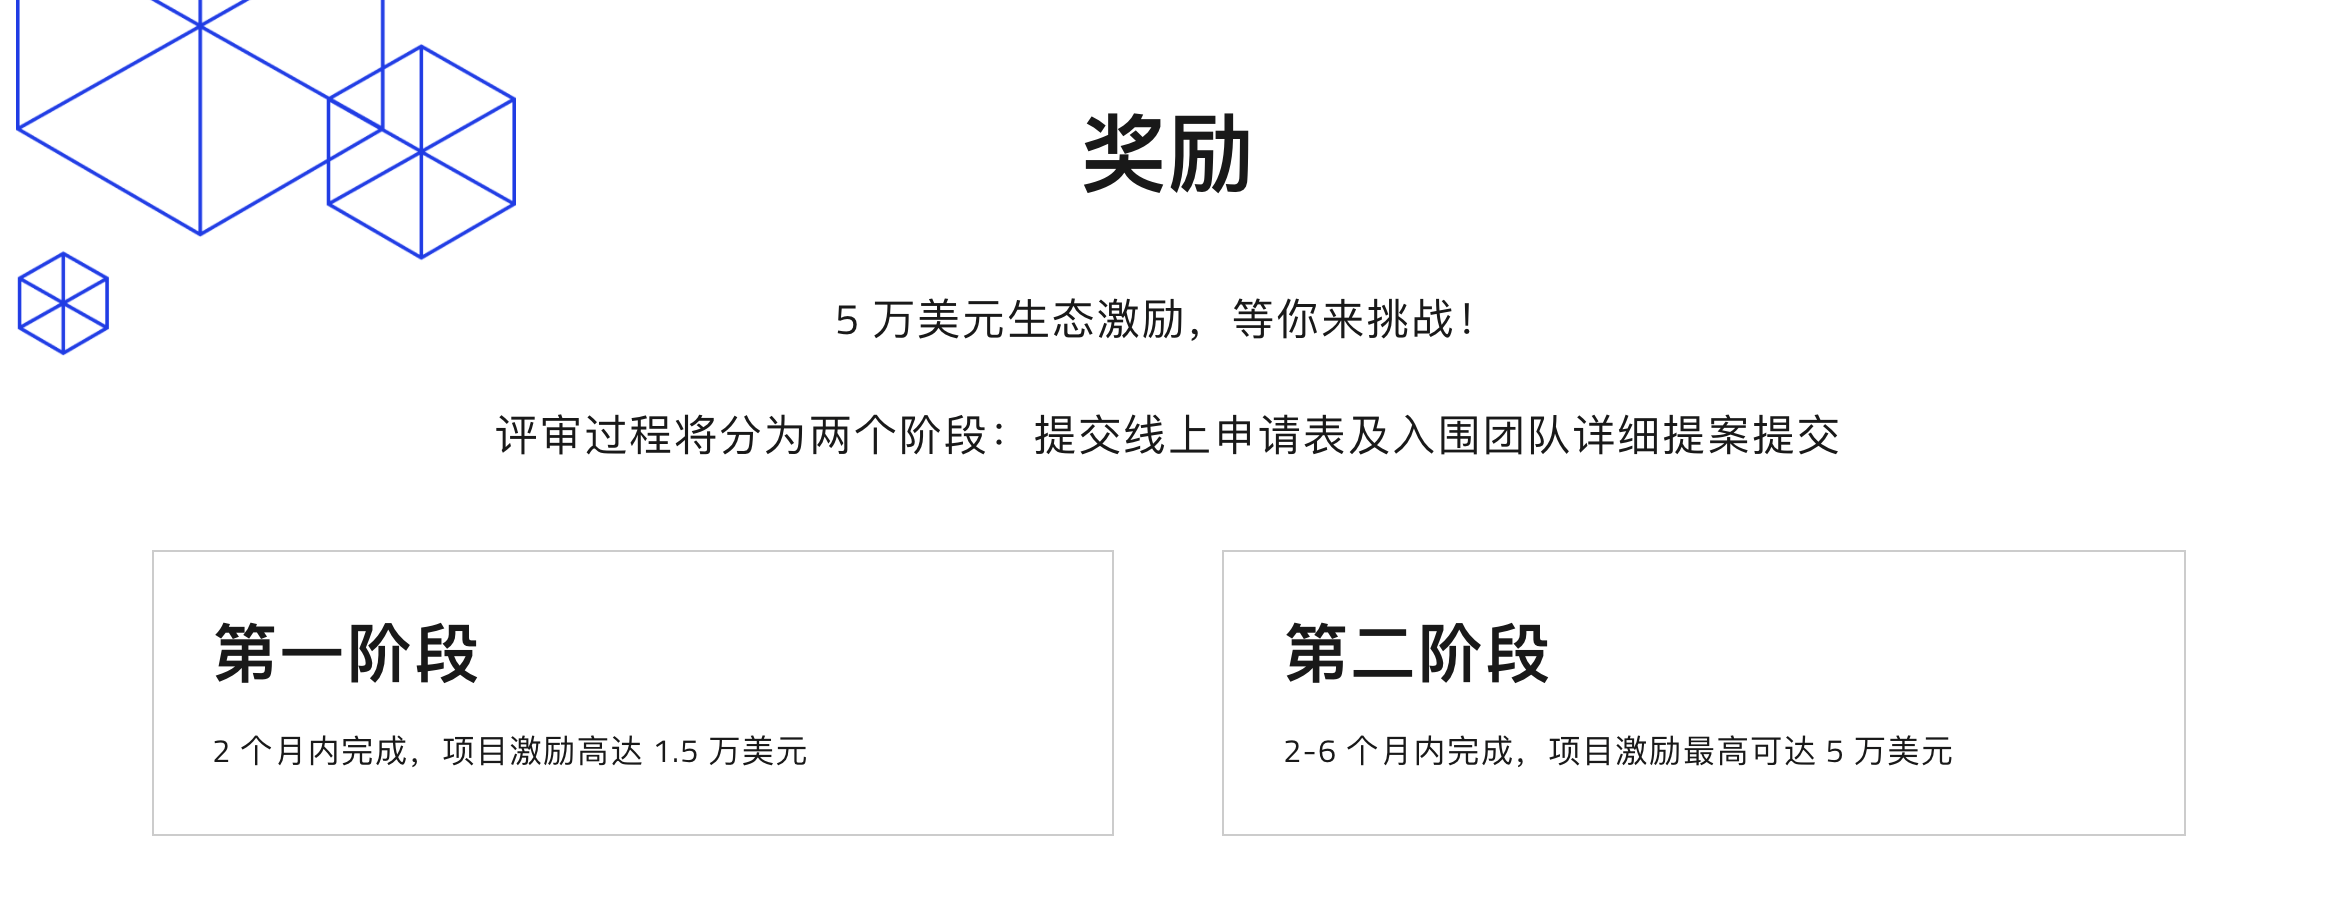 奖励
5 万美元生态激励，等你来挑战！
评审过程将分为两个阶段：提交线上申请表及入围团队详细提案提交
第一阶段
2 个月内完成，项目激励高达 1.5 万美元
第二阶段
2-6 个月内完成，项目激励最高可达 5 万美元